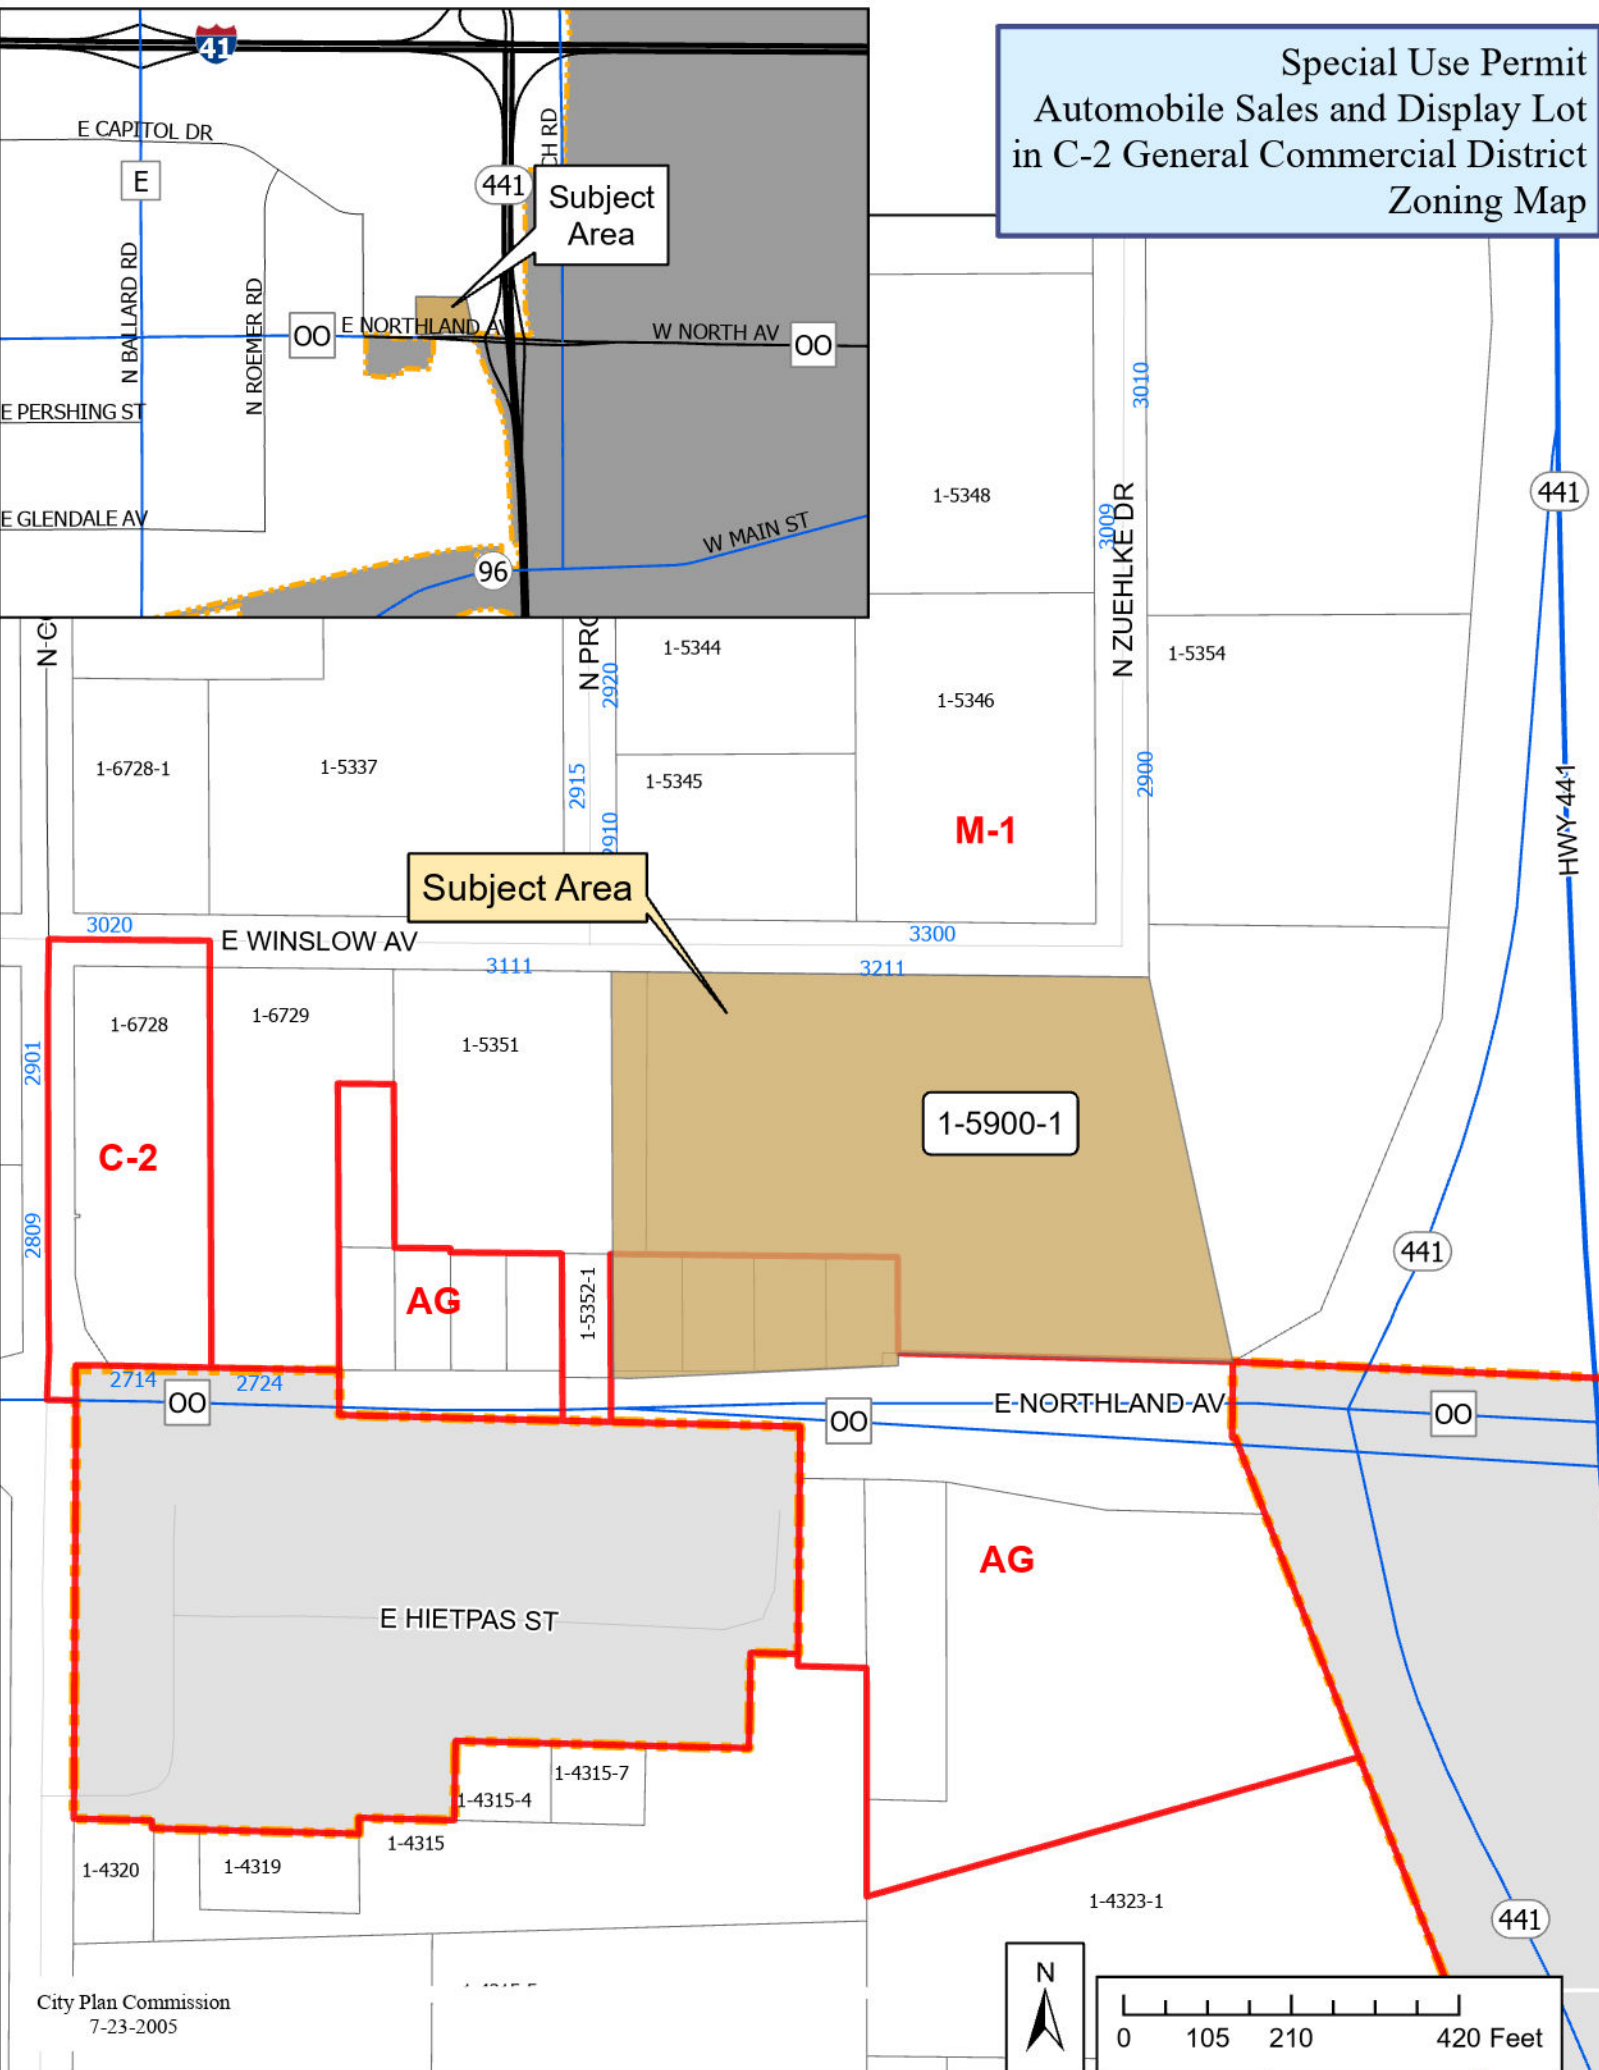 Special Use Permit
Automobile Sales and Display Lot
in C-2 General Commercial District
Zoning Map
41
E CAPITOL DR
E
CH RD
441
Subject
Area
N BALLARD RD
N ROEMER RD
OO
E NORTHLAND AV
W NORTH AV
OO
E PERSHING ST
E GLENDALE AV
W MAIN ST
96
3010
1-5348
3009
N ZUEHLKE DR
441
N PRO
2920
1-5344
1-5354
1-5346
1-6728-1
1-5337
2915
1-5345
2910
2900
M-1
HWY 441
Subject Area
3020
E WINSLOW AV
3300
3111
3211
1-6728
1-6729
1-5351
2901
1-5900-1
C-2
2809
441
AG
1-5352-1
2714
2724
OO
E NORTHLAND AV
OO
OO
AG
E HIETPAS ST
1-4315-7
1-4315-4
1-4315
1-4320
1-4319
1-4323-1
441
City Plan Commission
7-23-2005
N
0 105 210 420 Feet